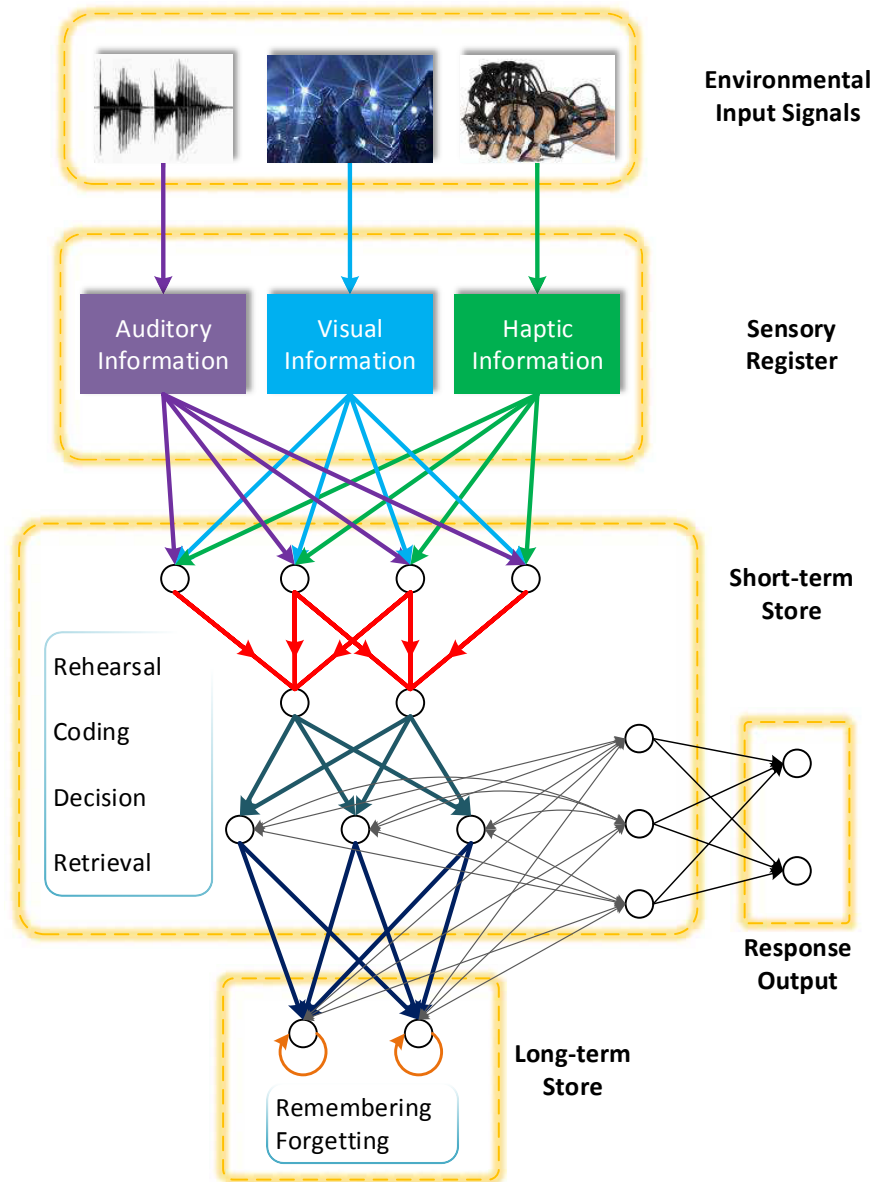 Environmental
Input Signals
Auditory
Information
Visual
Information
Haptic
Information
Sensory
Register
Short-term
Store
Rehearsal
Coding
Decision
Retrieval
Response
Output
Long-term
Store
Remembering
Forgetting